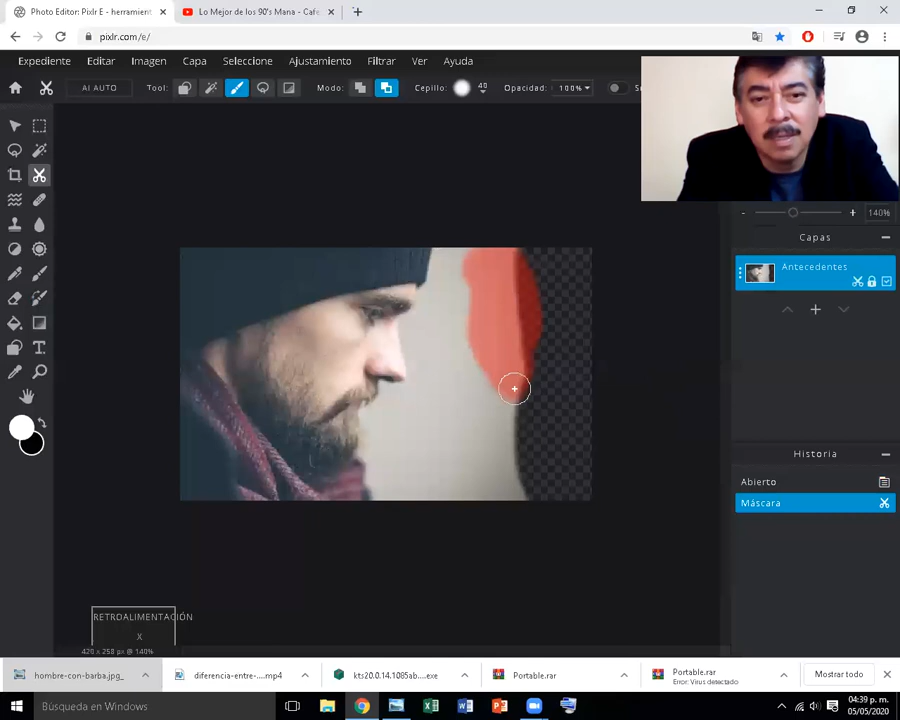 Photo Editor: Pixlr E - herramient
Lo Mejor de los 90's Mana - Cafe
pixlr.com/e/
Expediente Editar Imagen Capa Seleccione Ajustamiento Filtrar Ver Ayuda
AI AUTO Tool: Modo: Cepillo: 40 Opacidad: 100%
140%
Capas
Antecedentes
Historia
Abierto
Máscara
RETROALIMENTACIÓN
X
420 x 258 px @ 140%
hombre-con-barba.jpg_
diferencia-entre-....mp4
kts20.0.14.1085ab....exe
Portable.rar
Portable.rar
Error: Virus detectado
Mostrar todo
Búsqueda en Windows
04:39 p. m.
05/05/2020